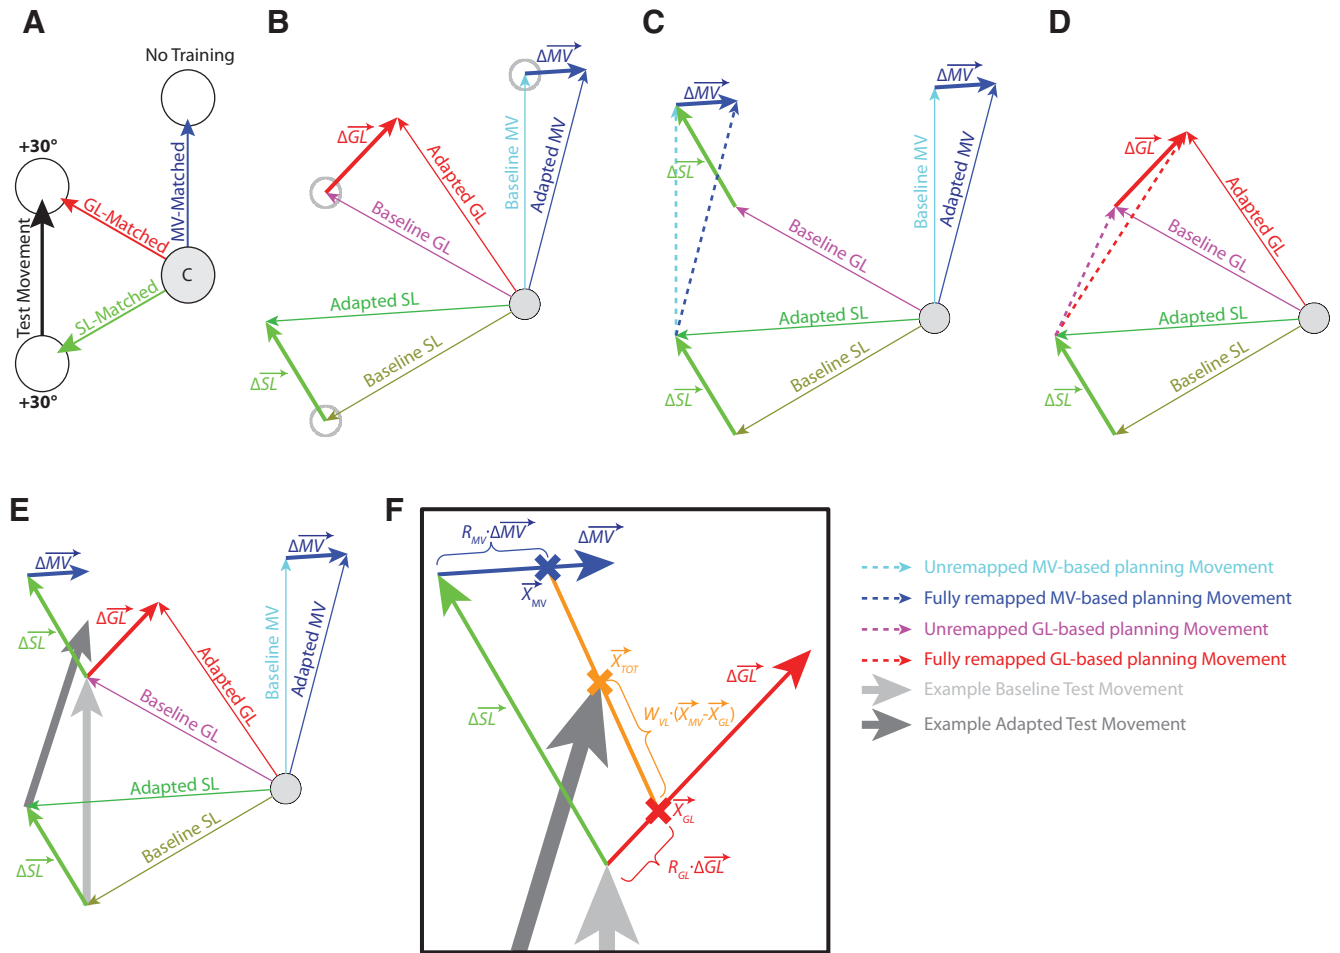 A
No Training
+30°
GL-Matched
MV-Matched
Test Movement
C
SL-Matched
+30°
B
ΔMV
ΔGL
Adapted GL
Baseline MV
Adapted MV
Baseline GL
Adapted SL
ΔSL
Baseline SL
C
ΔMV
ΔSL
Baseline MV
Adapted MV
Baseline GL
Adapted SL
ΔSL
Baseline SL
D
ΔGL
Adapted GL
Baseline GL
Adapted SL
ΔSL
Baseline SL
E
ΔMV
ΔMV
ΔGL
ΔSL
Adapted GL
Baseline MV
Adapted MV
Baseline GL
Adapted SL
ΔSL
Baseline SL
F
R_MV·ΔMV
ΔMV
X_MV
X_TOT
ΔGL
ΔSL
W_VL·(X_MV-X_GL)
X_GL
R_GL·ΔGL
Unremapped MV-based planning Movement
Fully remapped MV-based planning Movement
Unremapped GL-based planning Movement
Fully remapped GL-based planning Movement
Example Baseline Test Movement
Example Adapted Test Movement